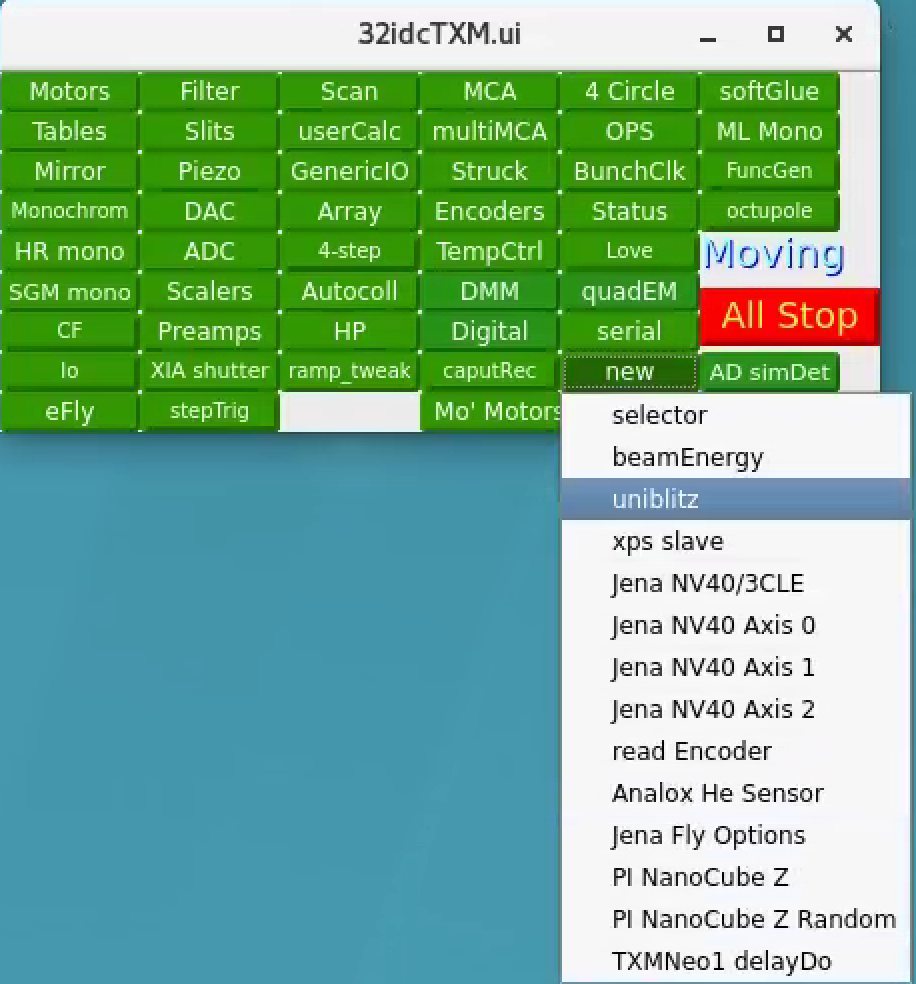 32idcTXM.ui
Motors Filter Scan MCA 4 Circle softGlue
Tables Slits userCalc multiMCA OPS ML Mono
Mirror Piezo GenericIO Struck BunchClk FuncGen
Monochrom DAC Array Encoders Status octupole
HR mono ADC 4-step TempCtrl Love Moving
SGM mono Scalers Autocoll DMM quadEM
All Stop
CF Preamps HP Digital serial
Io XIA shutter ramp_tweak caputRec new AD simDet
eFly stepTrig Mo' Motors
selector
beamEnergy
uniblitz
xps slave
Jena NV40/3CLE
Jena NV40 Axis 0
Jena NV40 Axis 1
Jena NV40 Axis 2
read Encoder
Analox He Sensor
Jena Fly Options
PI NanoCube Z
PI NanoCube Z Random
TXMNeo1 delayDo